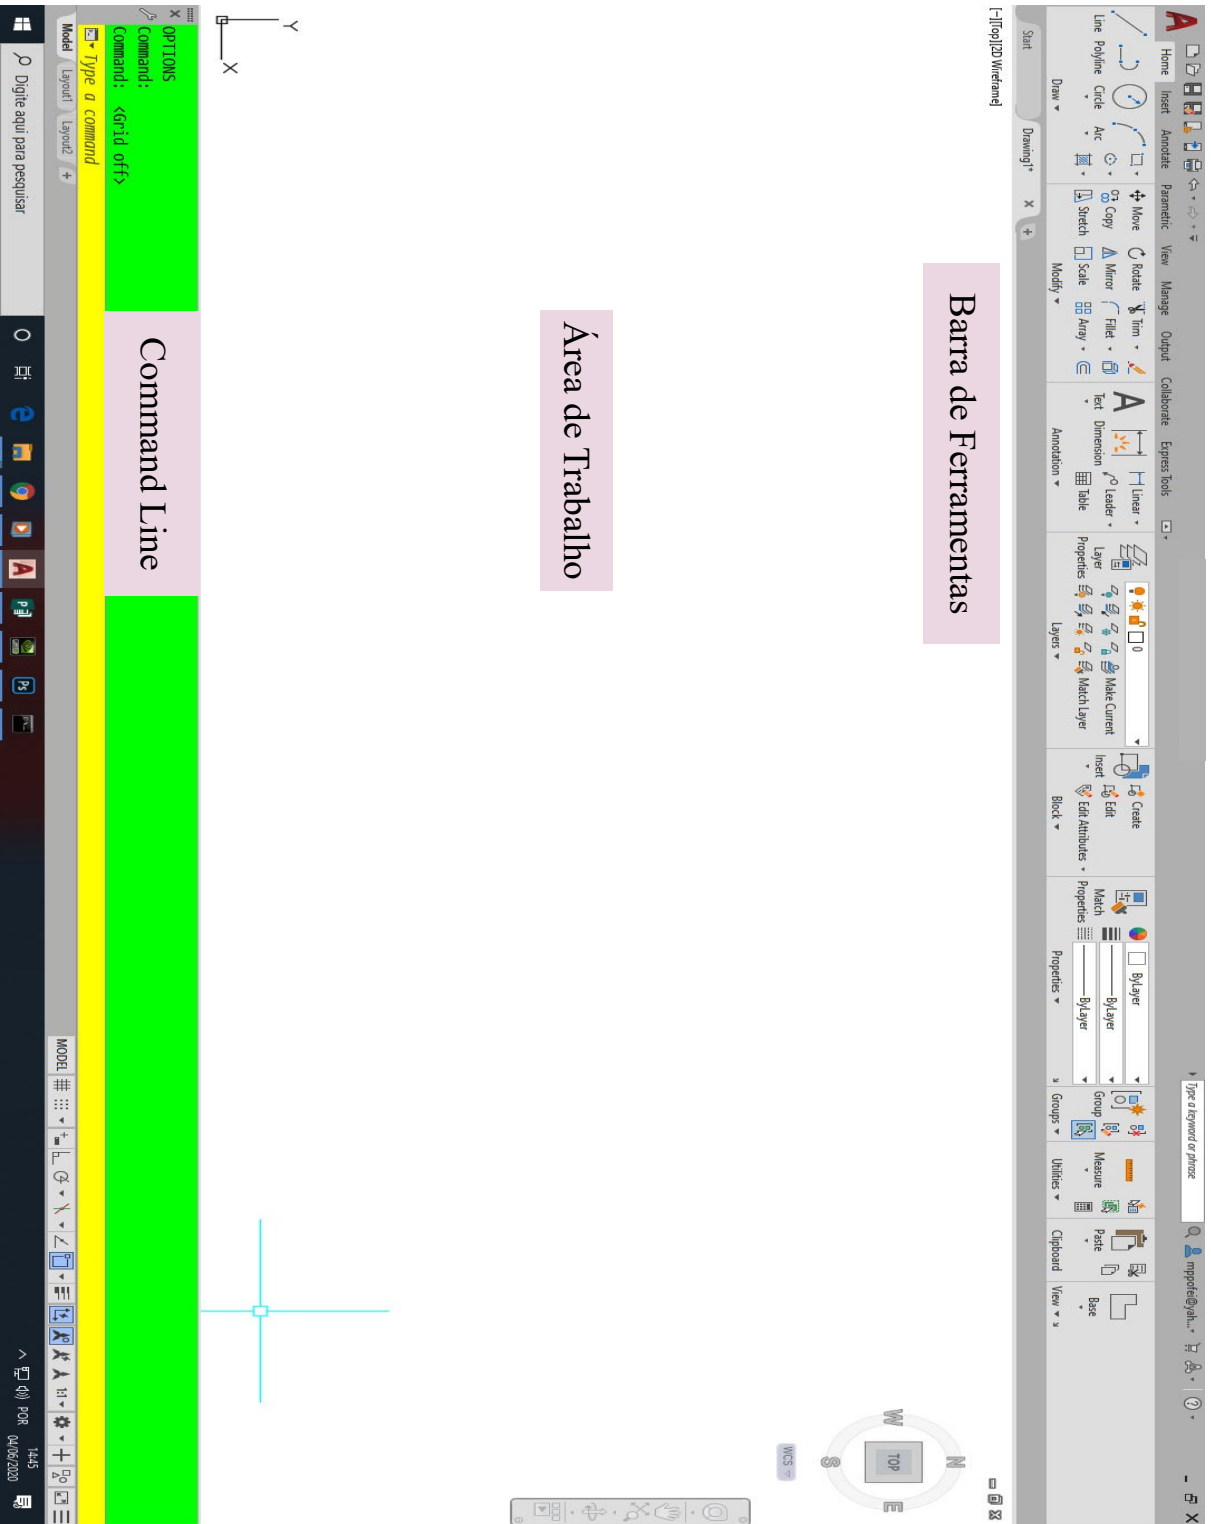 Type a keyword or phrase
mppofei@yah...
Home Insert Annotate Parametric View Manage Output Collaborate Express Tools
Line Polyline Circle Arc
Draw
Move Rotate Trim
Copy Mirror Fillet
Stretch Scale Array
Modify
Text Dimension
Linear
Leader
Table
Annotation
Layer Properties
0
Make Current
Match Layer
Layers
Insert
Create
Edit
Edit Attributes
Block
Match Properties
ByLayer
ByLayer
ByLayer
Properties
Group
Groups
Measure
Utilities
Paste
Clipboard
Base
View
Start Drawing1*
[-][Top][2D Wireframe]
Barra de Ferramentas
N
W TOP E
S
WCS
Área de Trabalho
Y
X
OPTIONS
Command:
Command: <Grid off>
Command Line
Type a command
Model Layout1 Layout2 +
MODEL
1:1
Digite aqui para pesquisar
POR
14:45
04/06/2020